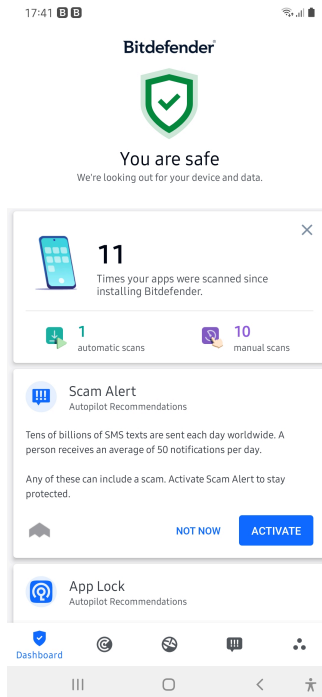 17:41 B B
Bitdefender
You are safe
We're looking out for your device and data.
11
Times your apps were scanned since
installing Bitdefender.
1
automatic scans
10
manual scans
Scam Alert
Autopilot Recommendations
Tens of billions of SMS texts are sent each day worldwide. A
person receives an average of 50 notifications per day.
Any of these can include a scam. Activate Scam Alert to stay
protected.
NOT NOW
ACTIVATE
App Lock
Autopilot Recommendations
Dashboard